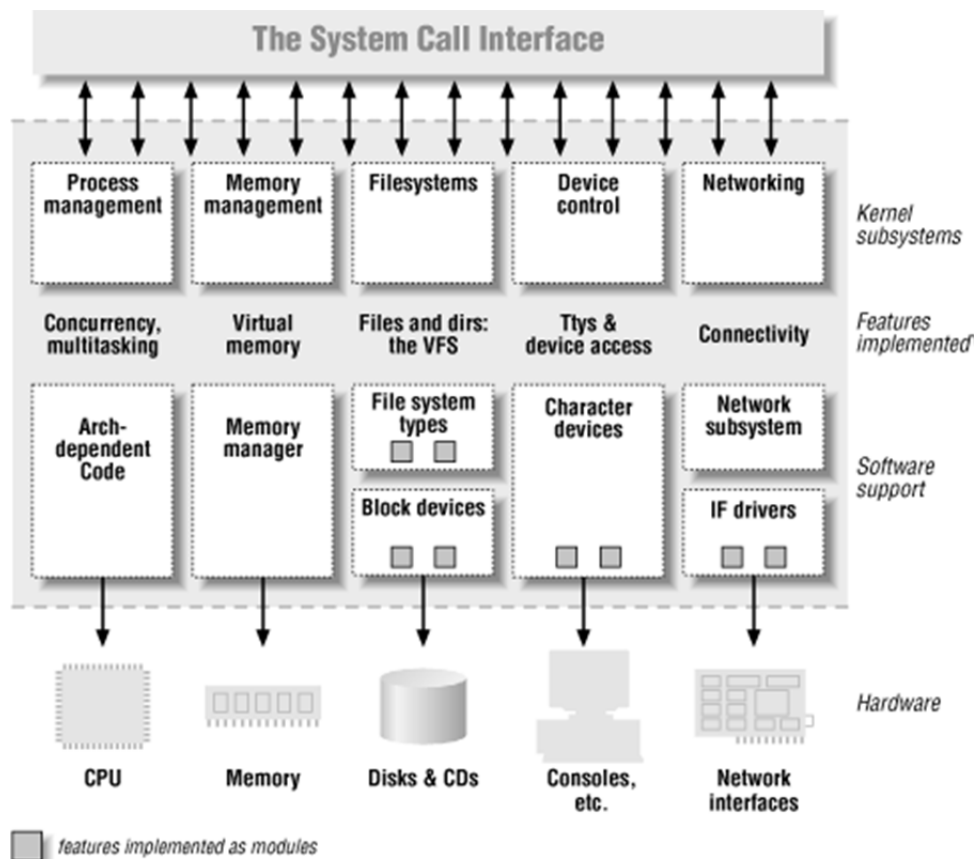 The System Call Interface
Process
management
Memory
management
Filesystems
Device
control
Networking
Kernel
subsystems
Concurrency,
multitasking
Virtual
memory
Files and dirs:
the VFS
Ttys &
device access
Connectivity
Features
implemented
Arch-
dependent
Code
Memory
manager
File system
types
Block devices
Character
devices
Network
subsystem
IF drivers
Software
support
CPU
Memory
Disks & CDs
Consoles,
etc.
Network
interfaces
Hardware
features implemented as modules